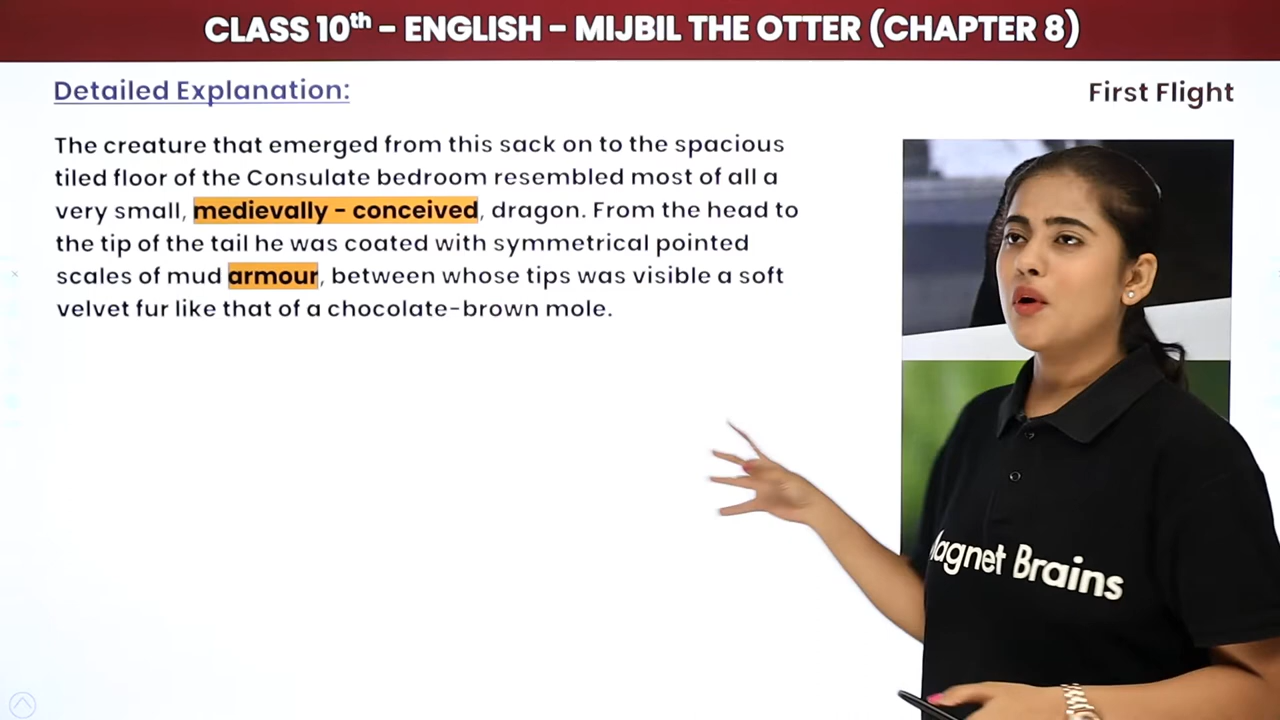 CLASS 10th - ENGLISH - MIJBIL THE OTTER (CHAPTER 8)
Detailed Explanation:
First Flight
The creature that emerged from this sack on to the spacious
tiled floor of the Consulate bedroom resembled most of all a
very small, medievally - conceived, dragon. From the head to
the tip of the tail he was coated with symmetrical pointed
scales of mud armour, between whose tips was visible a soft
velvet fur like that of a chocolate-brown mole.
agnet Brains